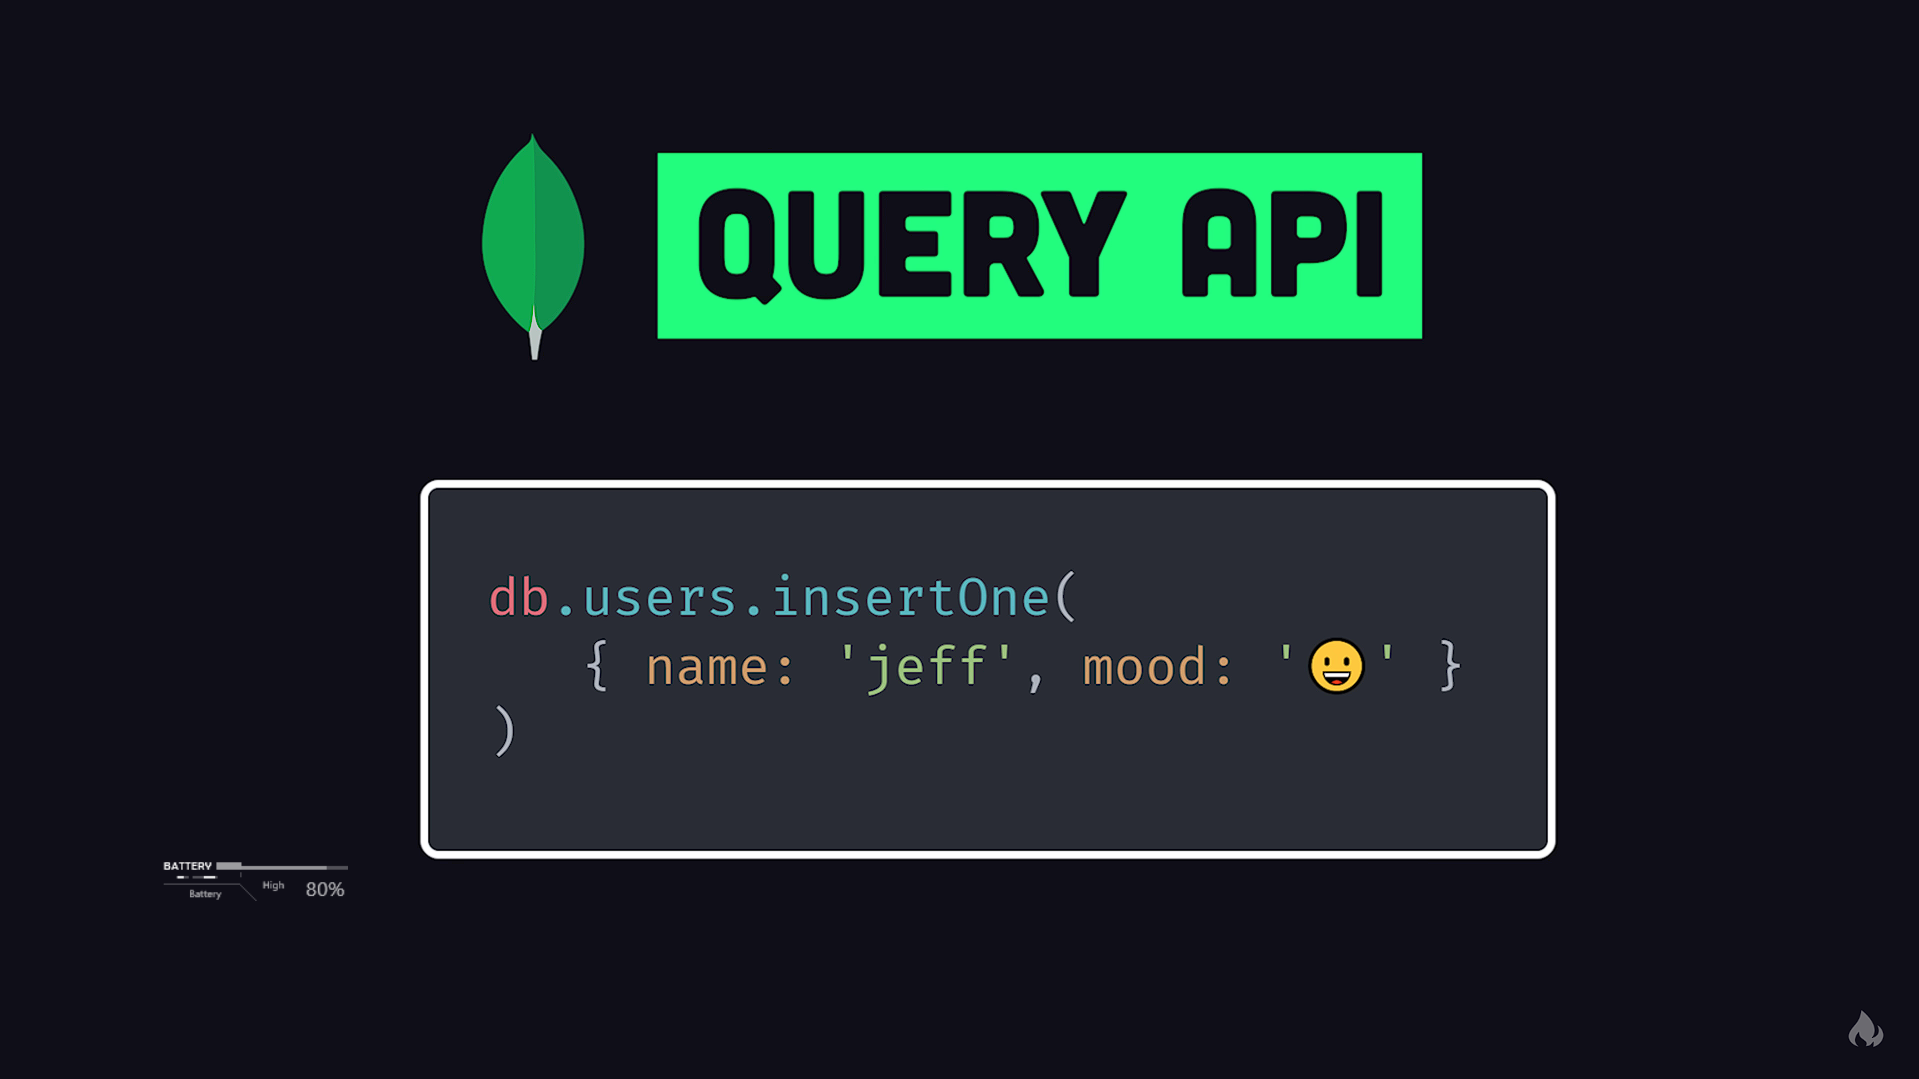 QUERY API
db.users.insertOne(
{ name: 'jeff', mood: '😀' }
)
BATTERY
Battery High 80%